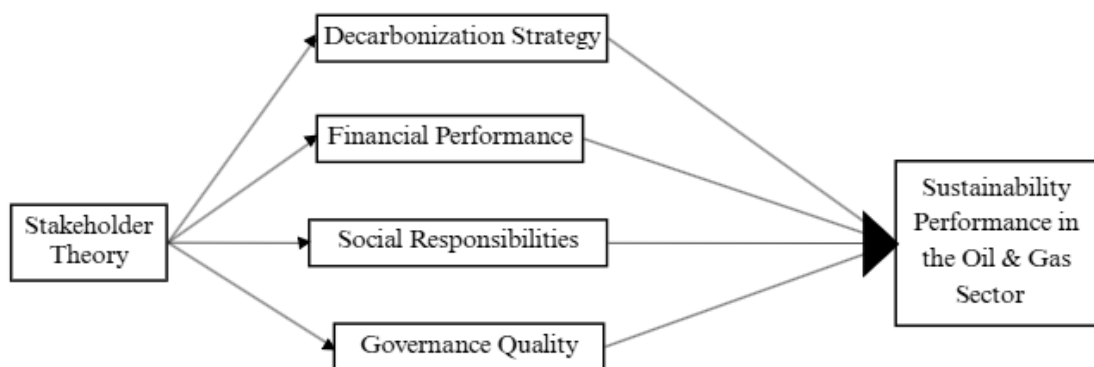 Decarbonization Strategy
Financial Performance
Stakeholder
Theory
Social Responsibilities
Governance Quality
Sustainability
Performance in
the Oil & Gas
Sector